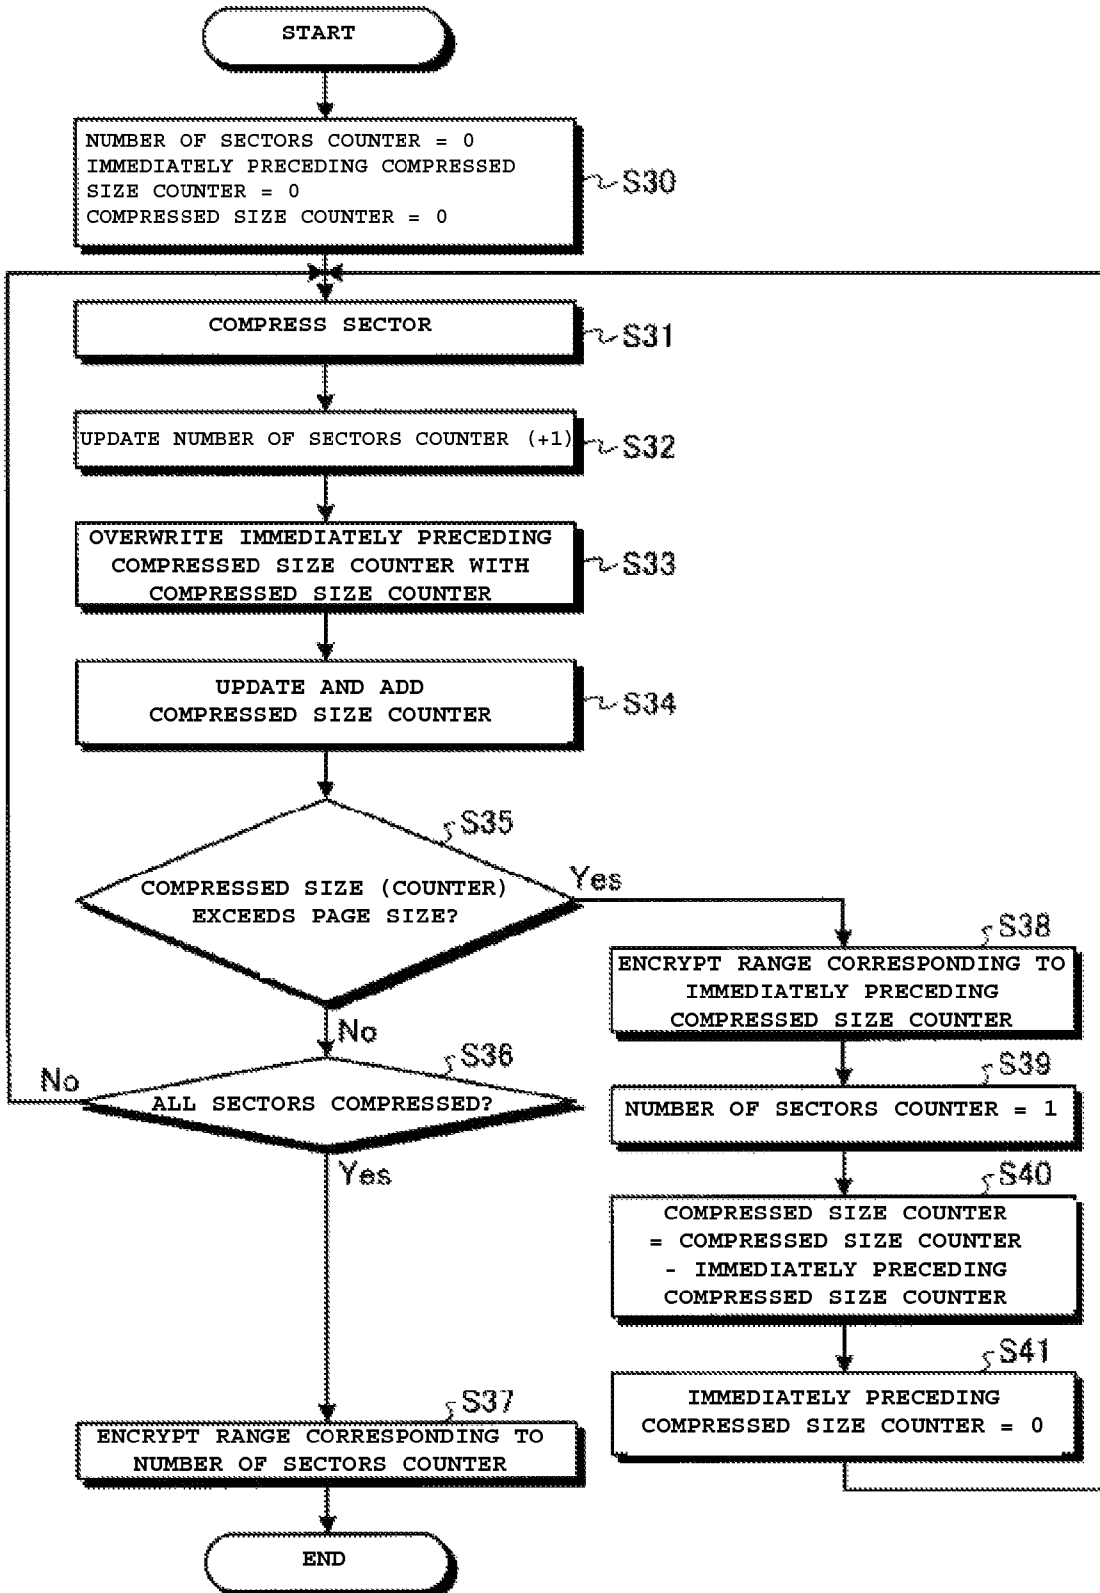 START
NUMBER OF SECTORS COUNTER = 0
IMMEDIATELY PRECEDING COMPRESSED
SIZE COUNTER = 0
COMPRESSED SIZE COUNTER = 0
S30
COMPRESS SECTOR
S31
UPDATE NUMBER OF SECTORS COUNTER (+1)
S32
OVERWRITE IMMEDIATELY PRECEDING
COMPRESSED SIZE COUNTER WITH
COMPRESSED SIZE COUNTER
S33
UPDATE AND ADD
COMPRESSED SIZE COUNTER
S34
S35
COMPRESSED SIZE (COUNTER)
EXCEEDS PAGE SIZE?
Yes
No
S36
ALL SECTORS COMPRESSED?
No
Yes
S37
ENCRYPT RANGE CORRESPONDING TO
NUMBER OF SECTORS COUNTER
END
S38
ENCRYPT RANGE CORRESPONDING TO
IMMEDIATELY PRECEDING
COMPRESSED SIZE COUNTER
S39
NUMBER OF SECTORS COUNTER = 1
S40
COMPRESSED SIZE COUNTER
= COMPRESSED SIZE COUNTER
- IMMEDIATELY PRECEDING
COMPRESSED SIZE COUNTER
S41
IMMEDIATELY PRECEDING
COMPRESSED SIZE COUNTER = 0